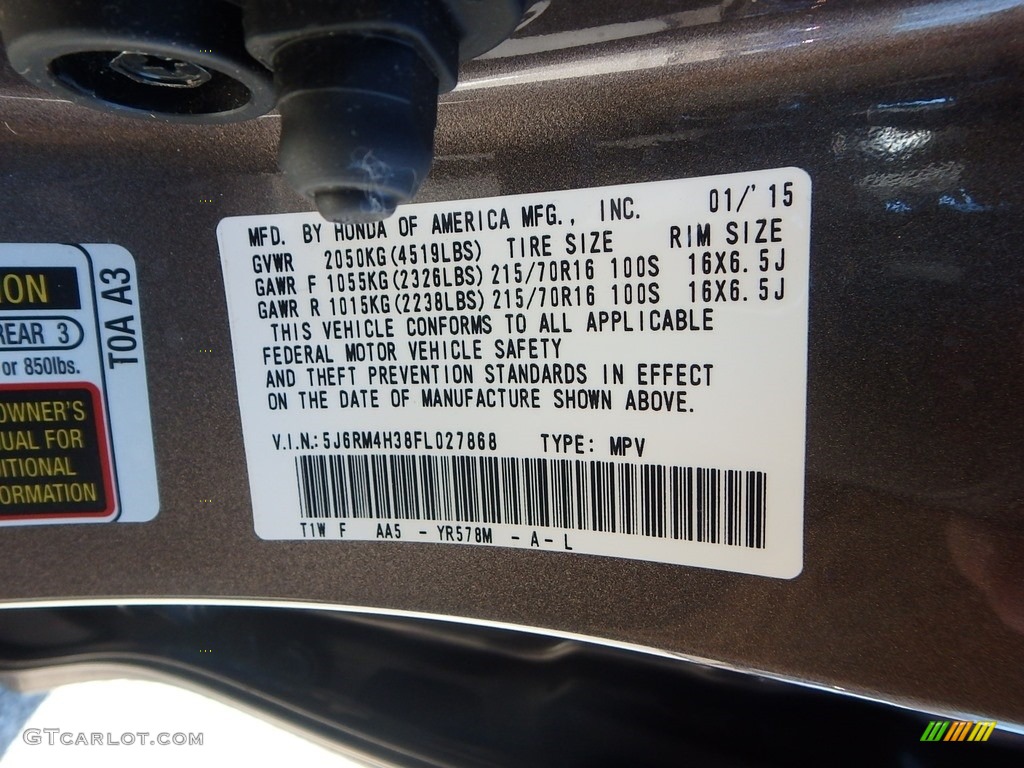 MFD. BY HONDA OF AMERICA MFG., INC. 01/'15
GVWR 2050KG(4519LBS) TIRE SIZE RIM SIZE
GAWR F 1055KG(2326LBS) 215/70R16 100S 16X6.5J
GAWR R 1015KG(2238LBS) 215/70R16 100S 16X6.5J
THIS VEHICLE CONFORMS TO ALL APPLICABLE
FEDERAL MOTOR VEHICLE SAFETY
AND THEFT PREVENTION STANDARDS IN EFFECT
ON THE DATE OF MANUFACTURE SHOWN ABOVE.
V.I.N.: 5J6RM4H38FL027868 TYPE: MPV
T1W F AA5 - YR578M - A - L
ION
REAR 3
or 850lbs.
OWNER'S
UAL FOR
DITIONAL
FORMATION
T0A A3
GTcarlot.com